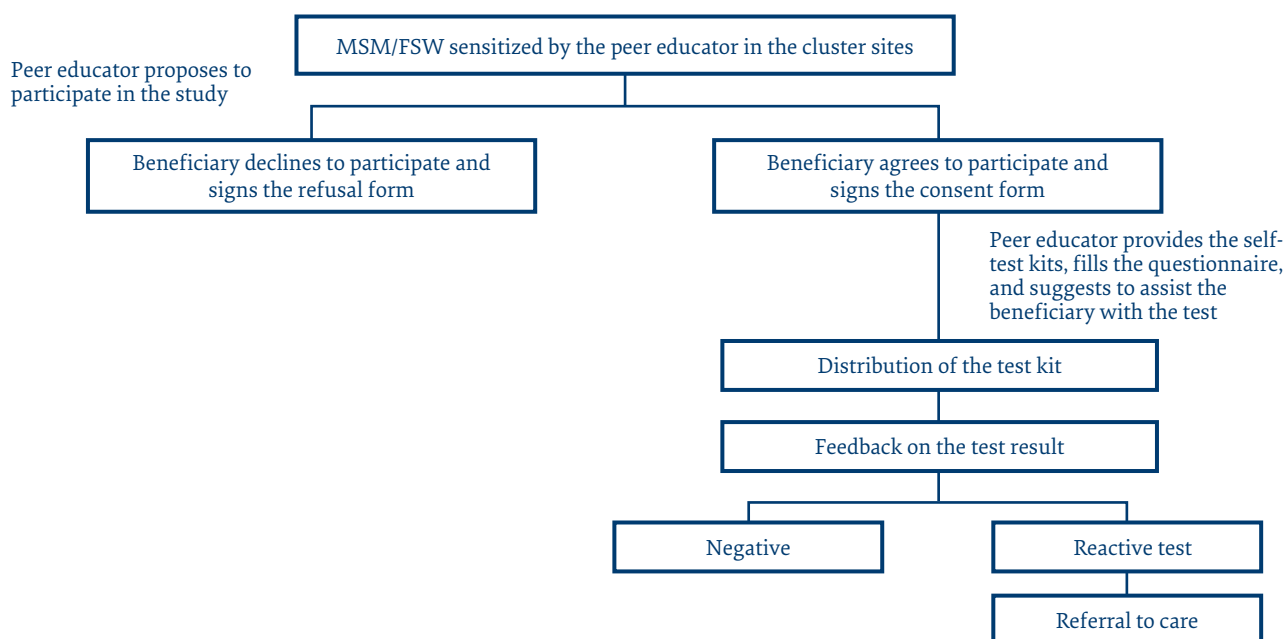 MSM/FSW sensitized by the peer educator in the cluster sites
Peer educator proposes to
participate in the study
Beneficiary declines to participate and
signs the refusal form
Beneficiary agrees to participate and
signs the consent form
Peer educator provides the self-
test kits, fills the questionnaire,
and suggests to assist the
beneficiary with the test
Distribution of the test kit
Feedback on the test result
Negative
Reactive test
Referral to care